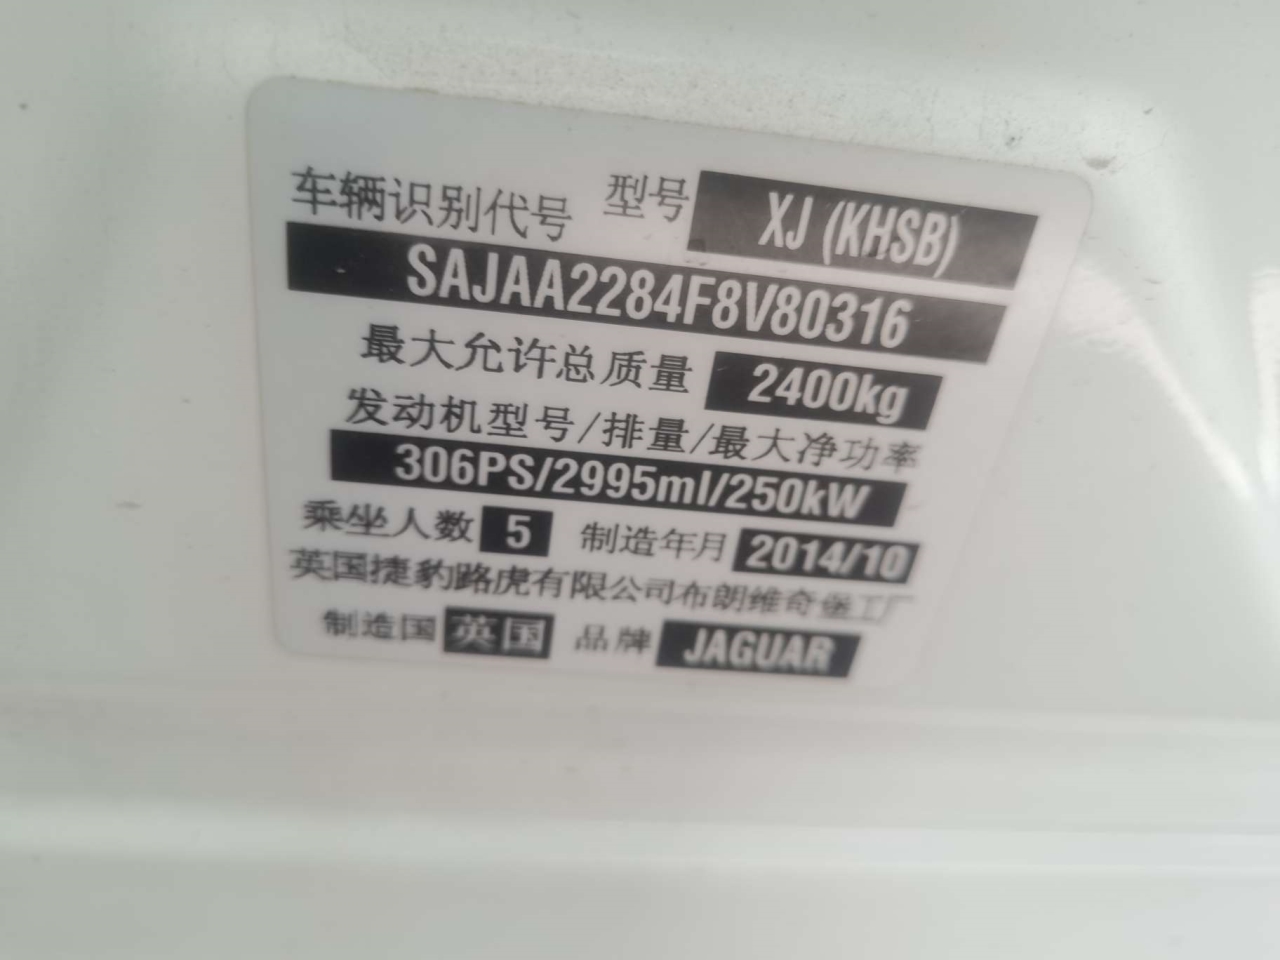 车辆识别代号 型号 XJ (KHSB)
SAJAA2284F8V80316
最大允许总质量 2400kg
发动机型号/排量/最大净功率
306PS/2995ml/250kW
乘坐人数 5 制造年月 2014/10
英国捷豹路虎有限公司布朗维奇堡工厂
制造国 英国 品牌 JAGUAR